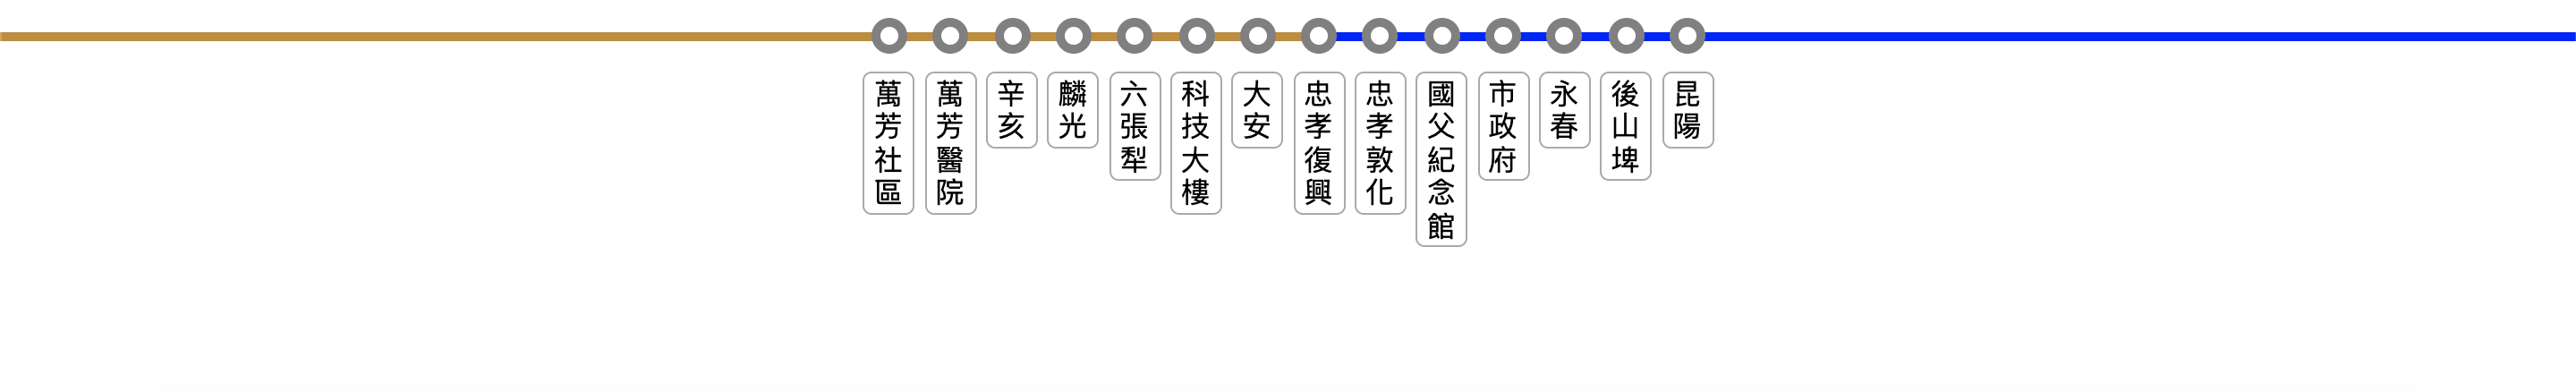 萬芳社區
萬芳醫院
辛亥
麟光
六張犁
科技大樓
大安
忠孝復興
忠孝敦化
國父紀念館
市政府
永春
後山埤
昆陽